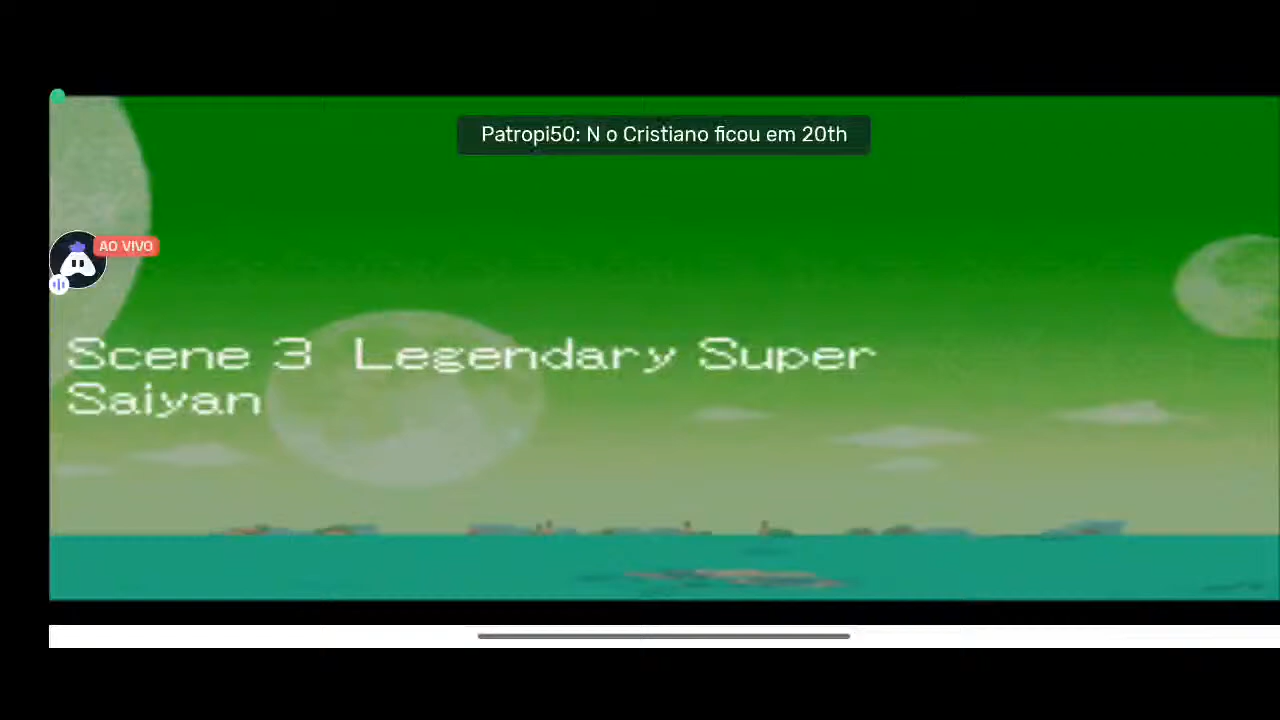 Patropi50: N o Cristiano ficou em 20th
AO VIVO
Scene 3 Legendary Super
Saiyan